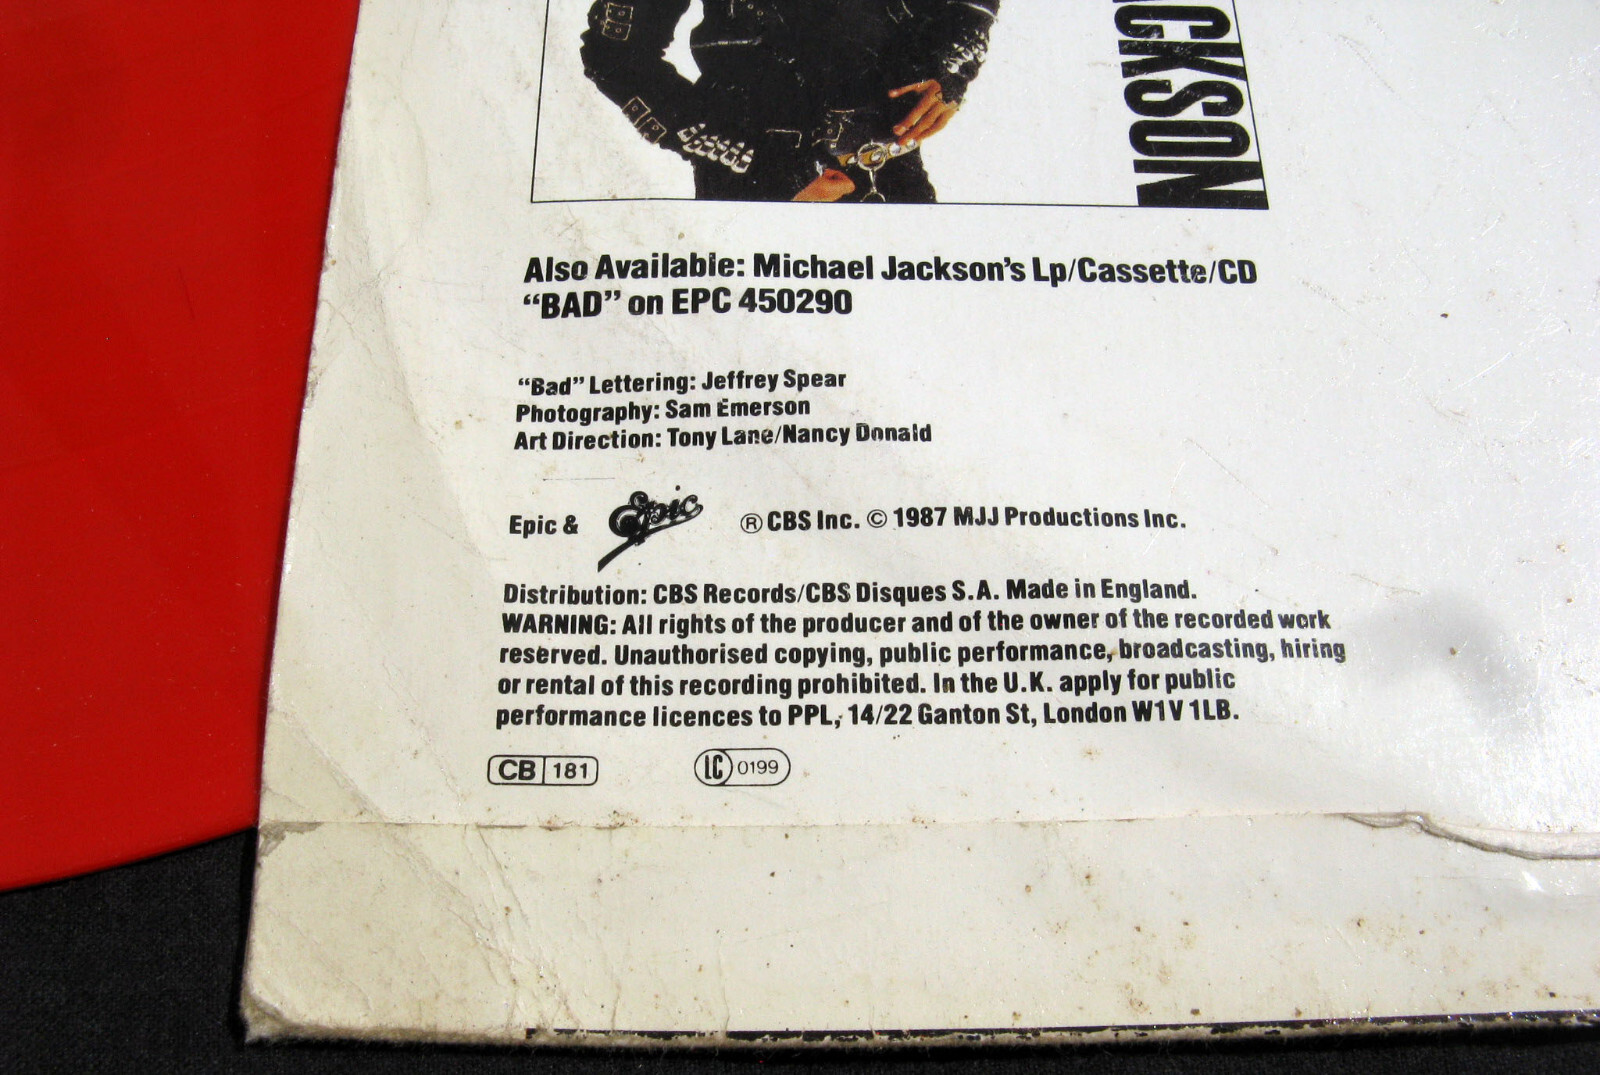 CKSON
Also Available: Michael Jackson's Lp/Cassette/CD
“BAD” on EPC 450290
“Bad” Lettering: Jeffrey Spear
Photography: Sam Emerson
Art Direction: Tony Lane/Nancy Donald
Epic & Epic ® CBS Inc. © 1987 MJJ Productions Inc.
Distribution: CBS Records/CBS Disques S.A. Made in England.
WARNING: All rights of the producer and of the owner of the recorded work
reserved. Unauthorised copying, public performance, broadcasting, hiring
or rental of this recording prohibited. In the U.K. apply for public
performance licences to PPL, 14/22 Ganton St, London W1V 1LB.
CB 181 LC 0199